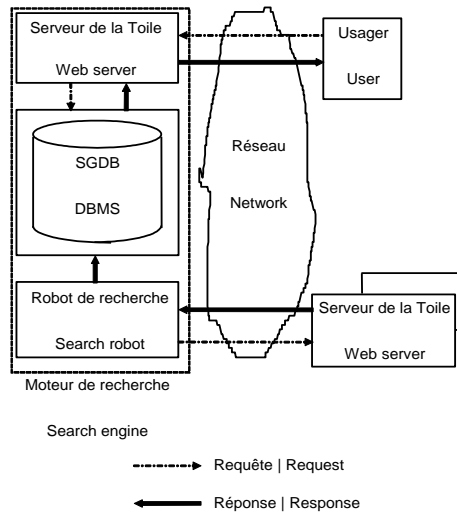 Serveur de la Toile
Web server
Usager
User
SGDB
DBMS
Réseau
Network
Robot de recherche
Search robot
Serveur de la Toile
Web server
Moteur de recherche
Search engine
Requête | Request
Réponse | Response